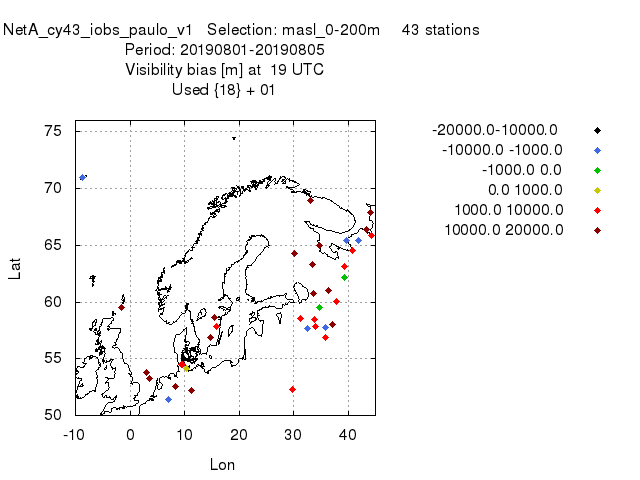 NetA_cy43_iobs_paulo_v1 Selection: masl_0-200m 43 stations
Period: 20190801-20190805
Visibility bias [m] at 19 UTC
Used {18} + 01
-20000.0-10000.0
-10000.0 -1000.0
-1000.0 0.0
0.0 1000.0
1000.0 10000.0
10000.0 20000.0
75
70
65
60
55
50
Lat
-10 0 10 20 30 40
Lon